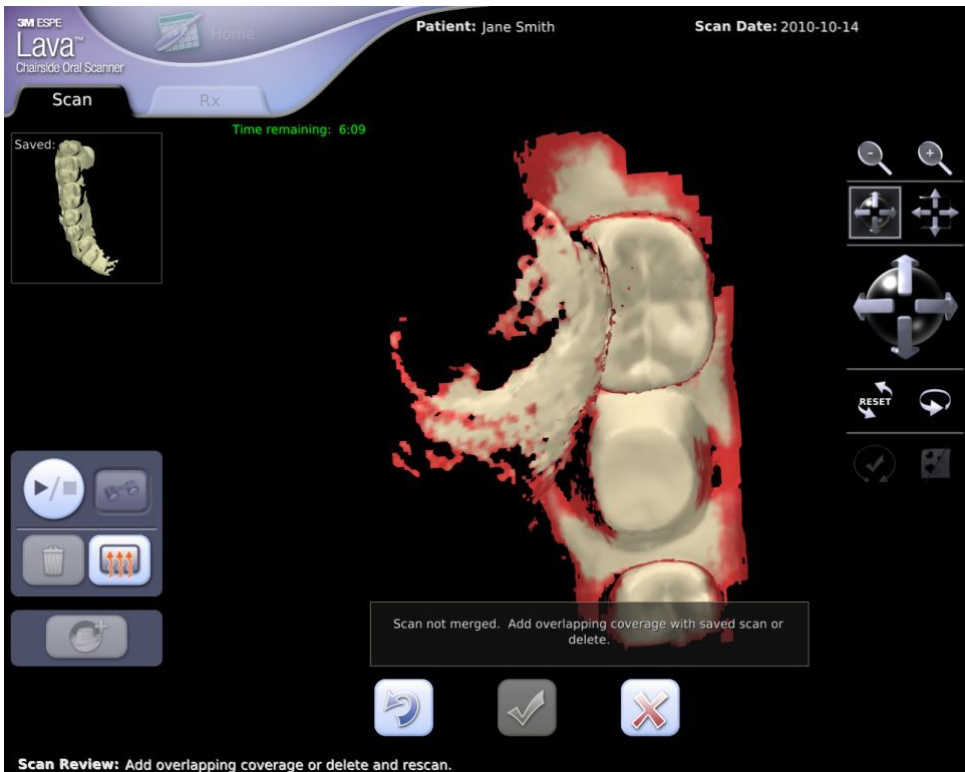 3M ESPE
Lava™
Chairside Oral Scanner
Home
Patient: Jane Smith
Scan Date: 2010-10-14
Scan
Rx
Time remaining: 6:09
Saved:
RESET
Scan not merged. Add overlapping coverage with saved scan or
delete.
Scan Review: Add overlapping coverage or delete and rescan.